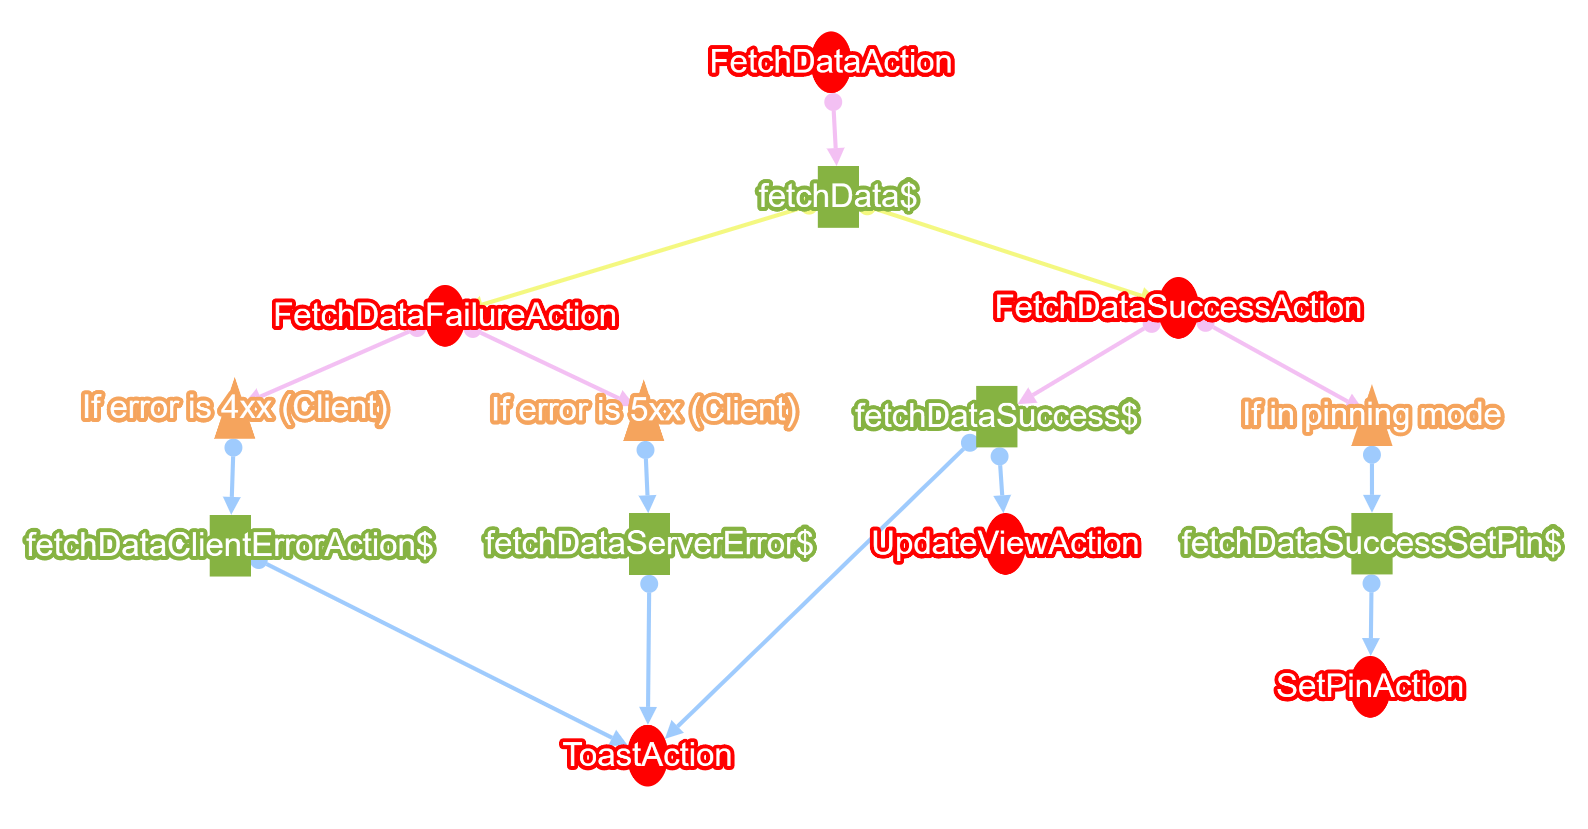 FetchDataAction
fetchData$
FetchDataFailureAction
FetchDataSuccessAction
If error is 4xx (Client)
If error is 5xx (Client)
fetchDataSuccess$
If in pinning mode
fetchDataClientErrorAction$
fetchDataServerError$
UpdateViewAction
fetchDataSuccessSetPin$
SetPinAction
ToastAction